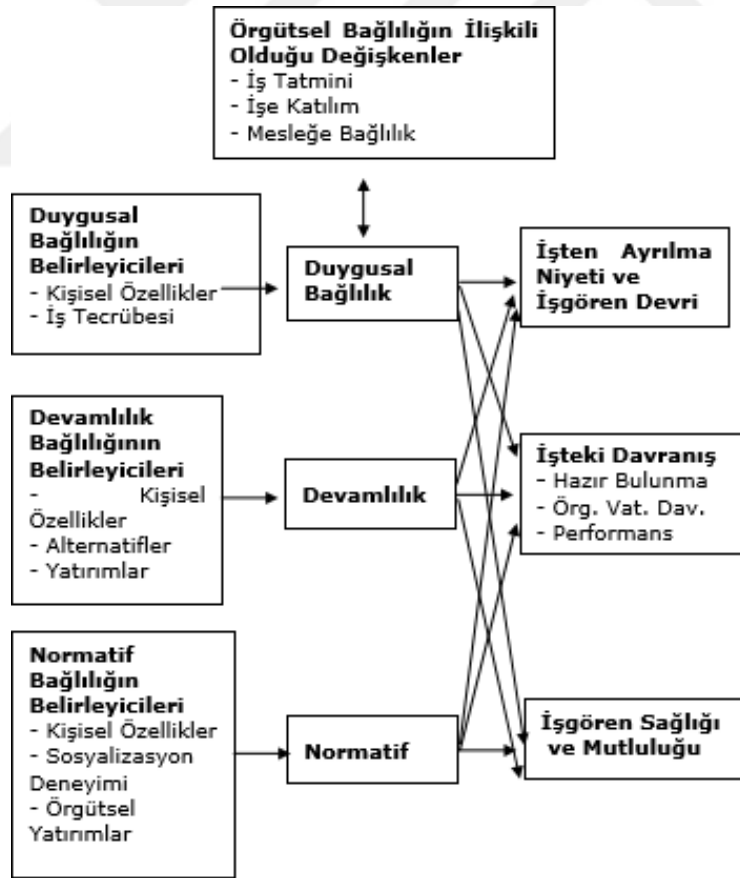 Örgütsel Bağlılığın İlişkili
Olduğu Değişkenler
- İş Tatmini
- İşe Katılım
- Mesleğe Bağlılık
Duygusal
Bağlılığın
Belirleyicileri
- Kişisel Özellikler
- İş Tecrübesi
Duygusal
Bağlılık
İşten Ayrılma
Niyeti ve
İşgören Devri
Devamlılık
Bağlılığının
Belirleyicileri
- Kişisel
Özellikler
- Alternatifler
- Yatırımlar
Devamlılık
İşteki Davranış
- Hazır Bulunma
- Örg. Vat. Dav.
- Performans
Normatif
Bağlılığın
Belirleyicileri
- Kişisel Özellikler
- Sosyalizasyon
Deneyimi
- Örgütsel
Yatırımlar
Normatif
İşgören Sağlığı
ve Mutluluğu